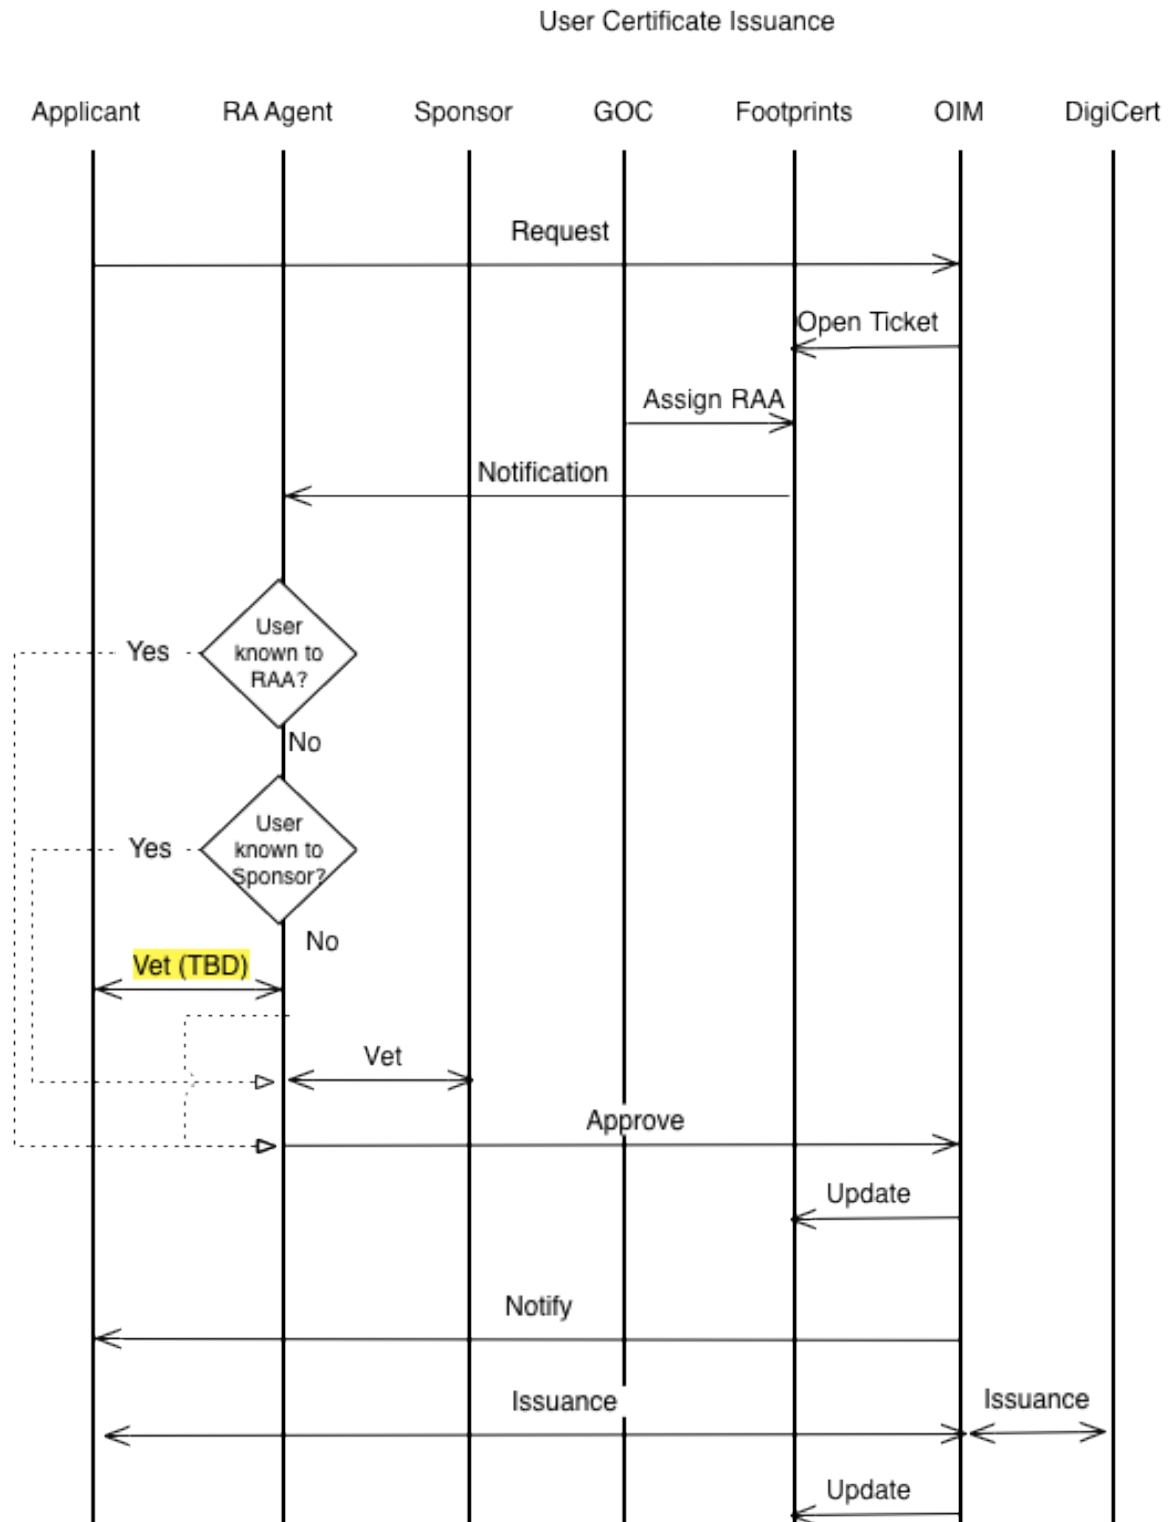 User Certificate Issuance
Applicant RA Agent Sponsor GOC Footprints OIM DigiCert
Request
Open Ticket
Assign RAA
Notification
User
known to
RAA?
Yes
No
User
known to
Sponsor?
Yes
No
Vet (TBD)
Vet
Approve
Update
Notify
Issuance
Issuance
Update